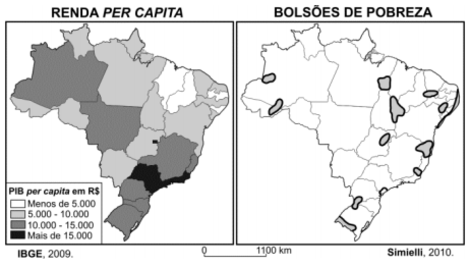 RENDA PER CAPITA
BOLSÕES DE POBREZA
PIB per capita em R$
Menos de 5.000
5.000 - 10.000
10.000 - 15.000
Mais de 15.000
IBGE, 2009.
0 1100 km
Simielli, 2010.